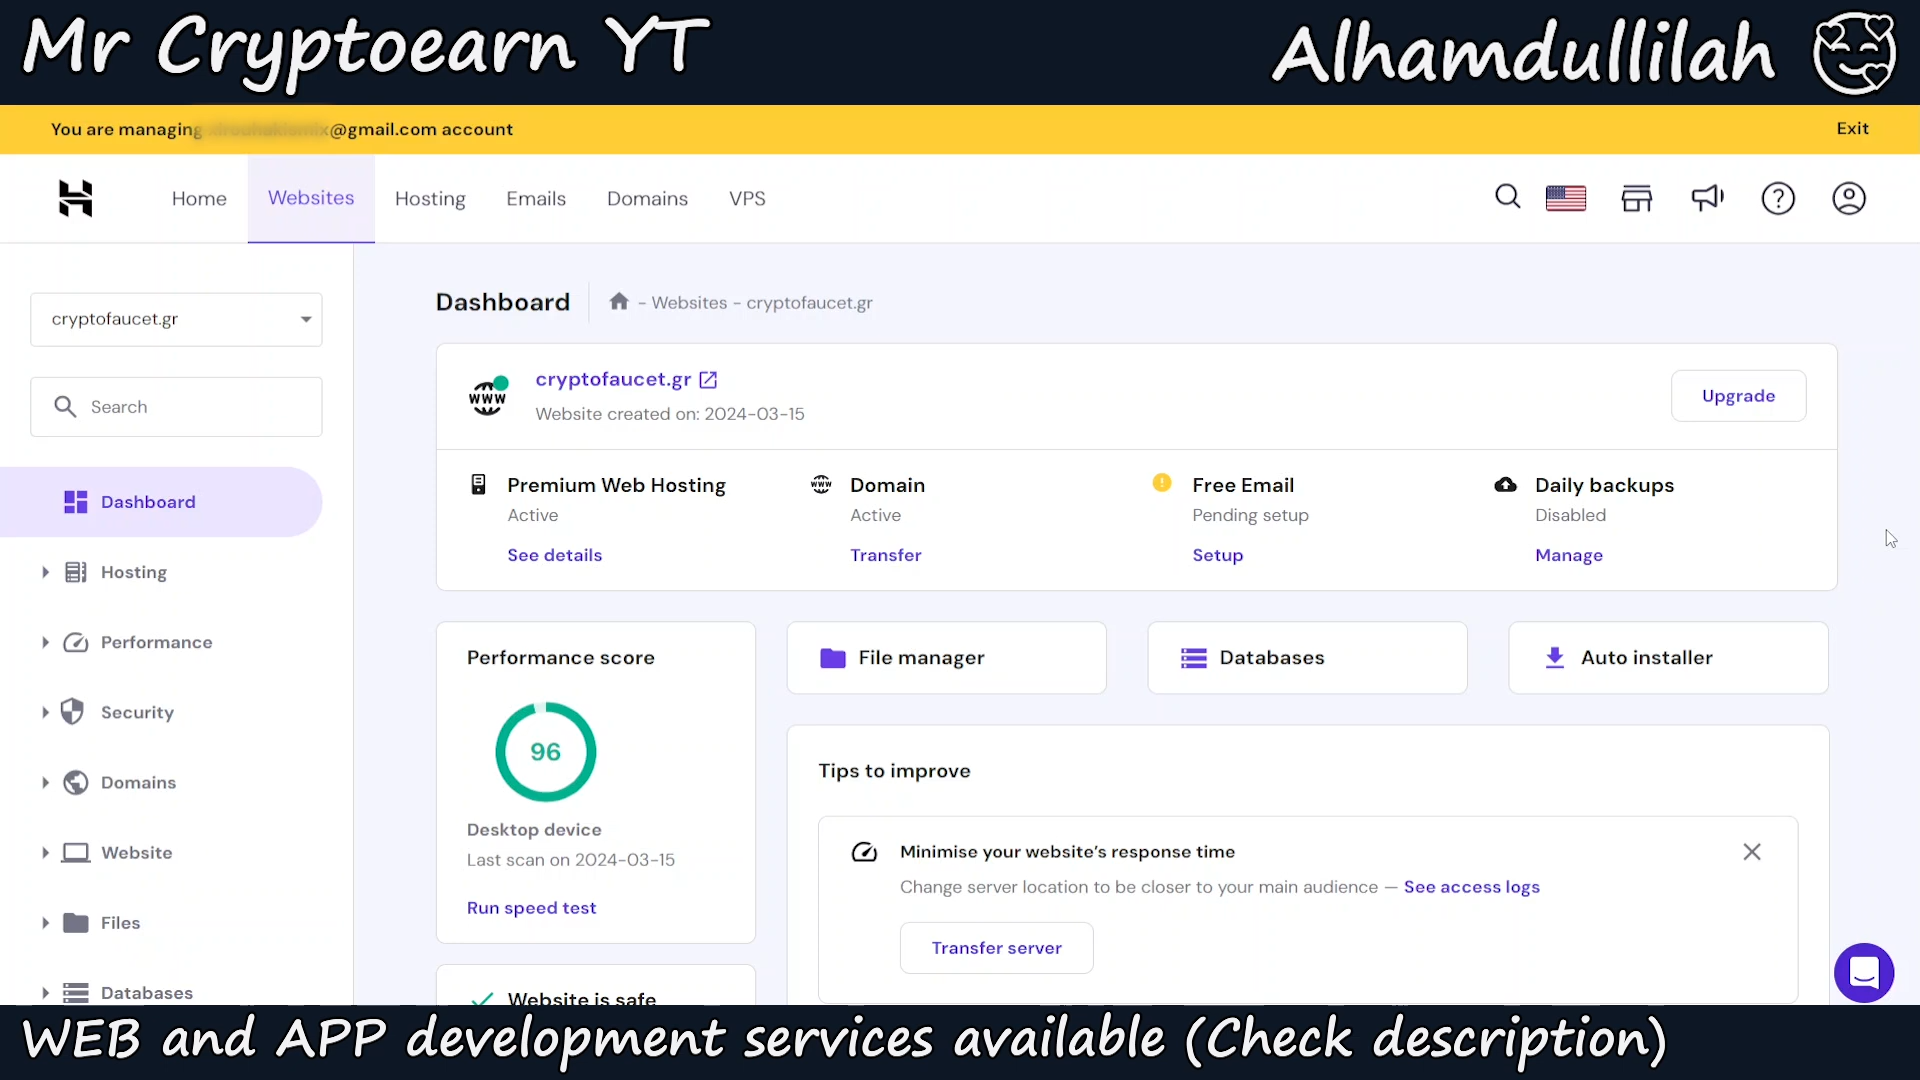 Mr Cryptoearn YT
Alhamdullilah
You are managing @gmail.com account
Exit
Home
Websites
Hosting
Emails
Domains
VPS
cryptofaucet.gr
Search
Dashboard
Hosting
Performance
Security
Domains
Website
Files
Databases
Dashboard
- Websites - cryptofaucet.gr
www
cryptofaucet.gr
Website created on: 2024-03-15
Upgrade
Premium Web Hosting
Active
See details
www
Domain
Active
Transfer
Free Email
Pending setup
Setup
Daily backups
Disabled
Manage
Performance score
96
Desktop device
Last scan on 2024-03-15
Run speed test
Website is safe
File manager
Databases
Auto installer
Tips to improve
Minimise your website's response time
Change server location to be closer to your main audience — See access logs
Transfer server
WEB and APP development services available (Check description)